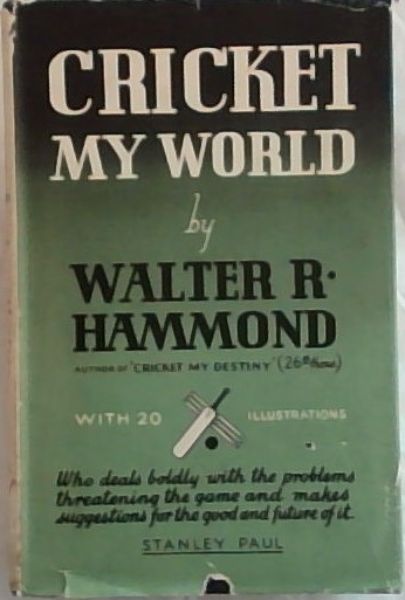 CRICKET
MY WORLD
by
WALTER R.
HAMMOND
AUTHOR OF 'CRICKET MY DESTINY' (26th thous)
WITH 20 ILLUSTRATIONS
Who deals boldly with the problems
threatening the game and makes
suggestions for the good and future of it.
STANLEY PAUL